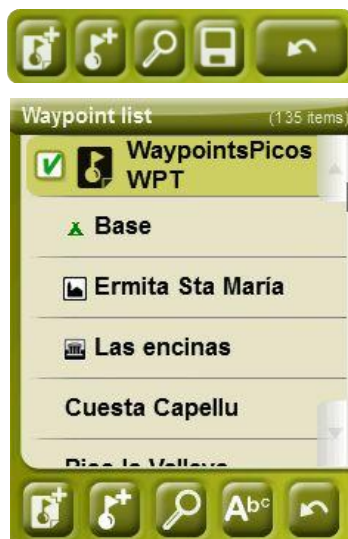 Waypoint list (135 items)
WaypointsPicos
WPT
Base
Ermita Sta María
Las encinas
Cuesta Capellu
Abc